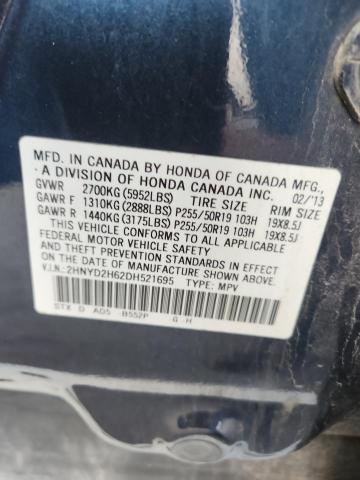 MFD. IN CANADA BY HONDA OF CANADA MFG.,
A DIVISION OF HONDA CANADA INC. 02/'13
GVWR 2700KG (5952LBS) TIRE SIZE RIM SIZE
GAWR F 1310KG (2888LBS) P255/50R19 103H 19X8.5J
GAWR R 1440KG (3175LBS) P255/50R19 103H 19X8.5J
THIS VEHICLE CONFORMS TO ALL APPLICABLE
FEDERAL MOTOR VEHICLE SAFETY
STANDARDS IN EFFECT ON THE DATE OF
MANUFACTURE SHOWN ABOVE.
V.I.N.: 2HNYD2H62DH521695 TYPE: MPV
STX D AD5 -B552P G -H